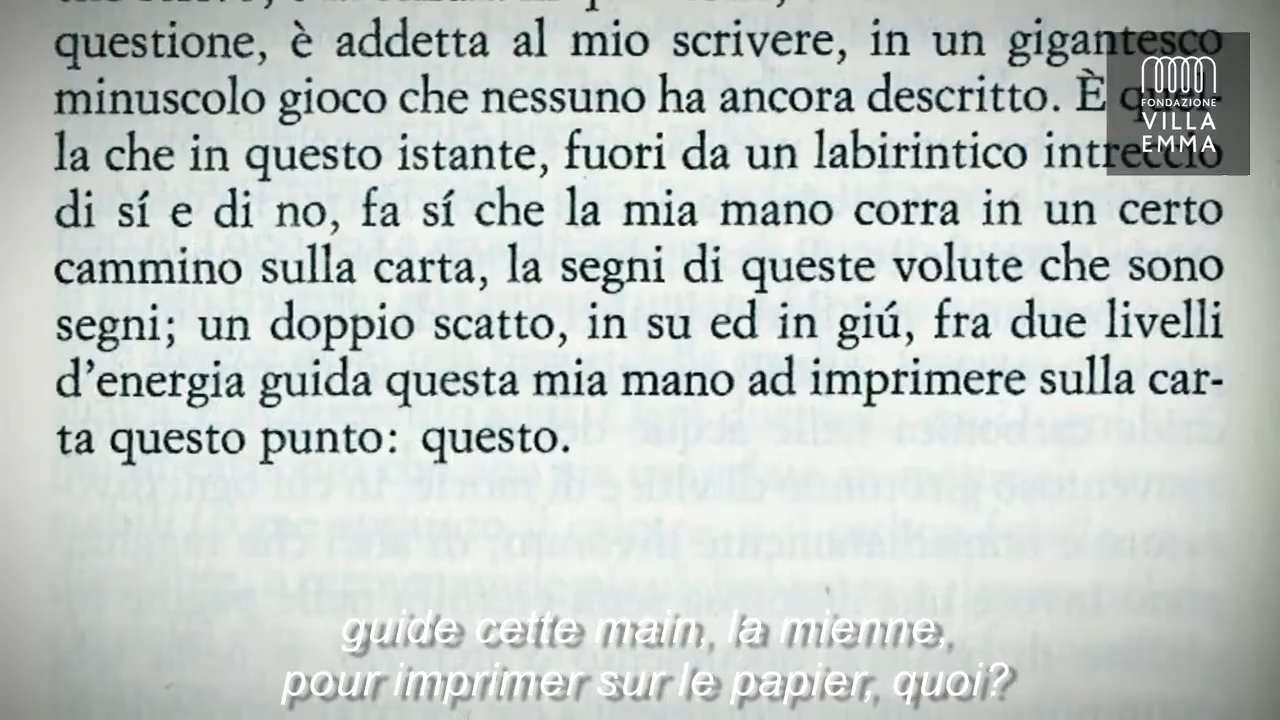 questione, è addetta al mio scrivere, in un gigantesco
minuscolo gioco che nessuno ha ancora descritto. È quel-
la che in questo istante, fuori da un labirintico intreccio
di sí e di no, fa sí che la mia mano corra in un certo
cammino sulla carta, la segni di queste volute che sono
segni; un doppio scatto, in su ed in giú, fra due livelli
d’energia guida questa mia mano ad imprimere sulla car-
ta questo punto: questo.
FONDAZIONE
VILLA
EMMA
guide cette main, la mienne,
pour imprimer sur le papier, quoi?